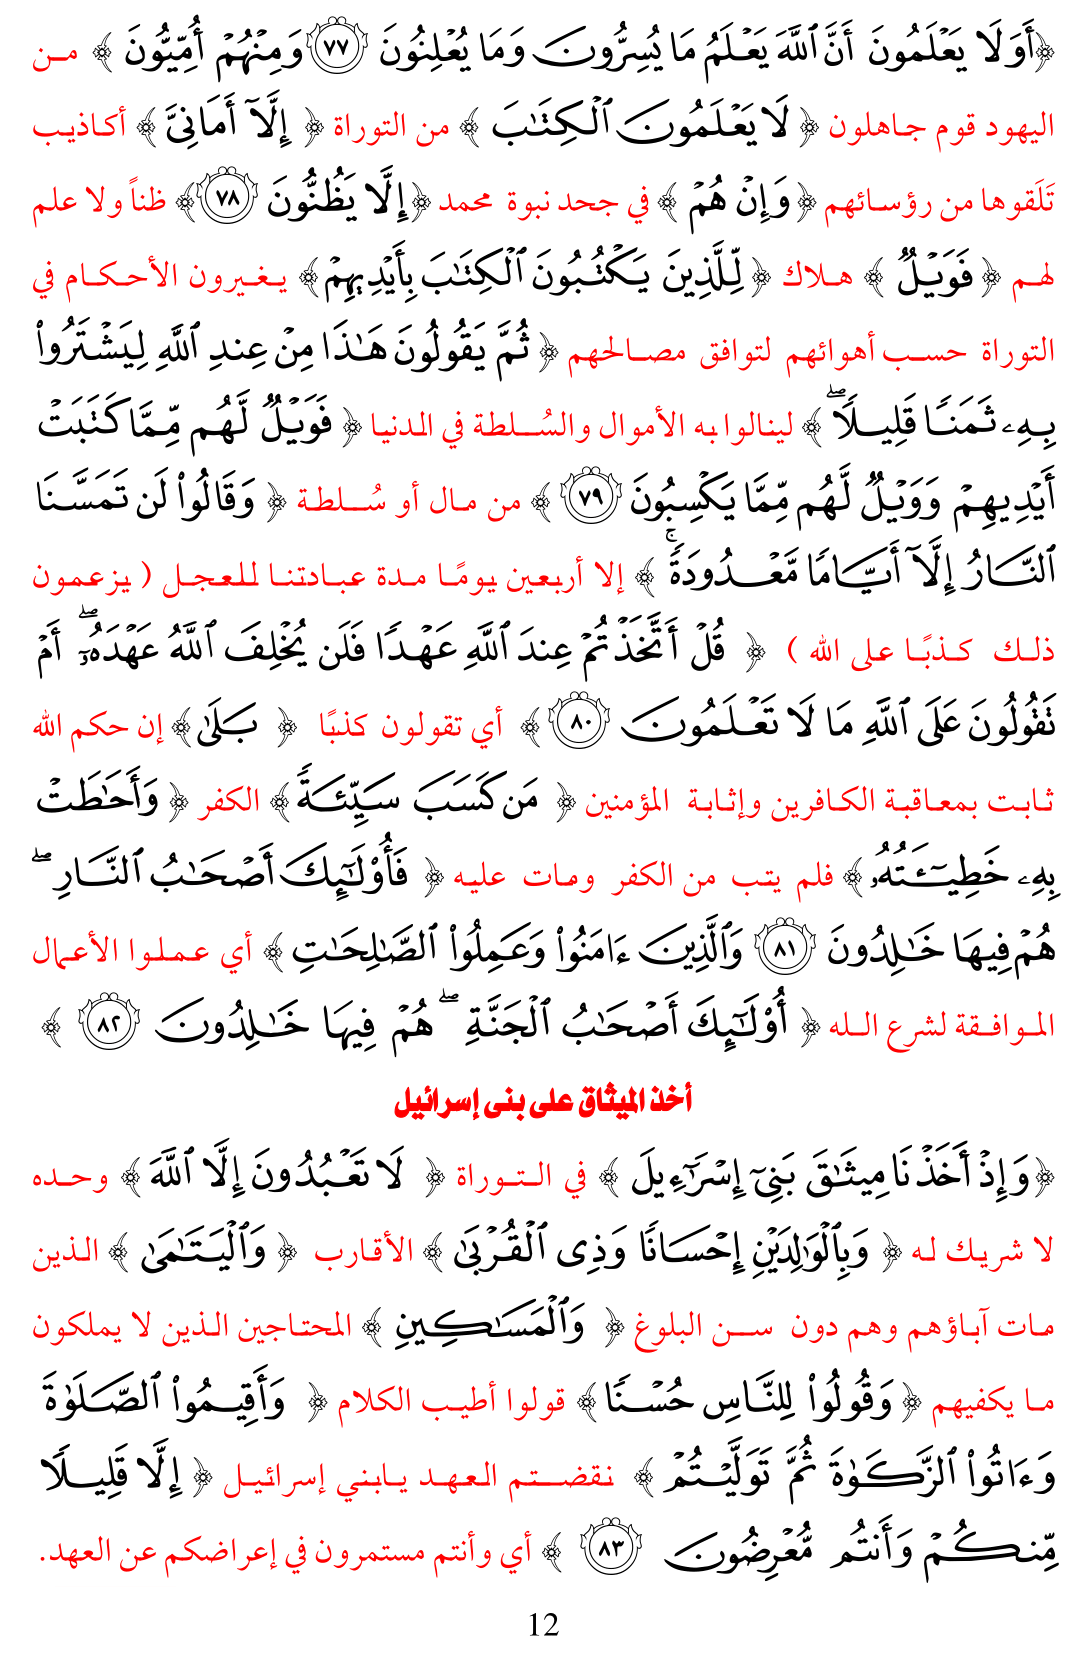 ﴿أَوَلَا يَعْلَمُونَ أَنَّ ٱللَّهَ يَعْلَمُ مَا يُسِرُّونَ وَمَا يُعْلِنُونَ ٧٧ وَمِنْهُمْ أُمِّيُّونَ ﴾ من
اليهود قوم جاهلون ﴿ لَا يَعْلَمُونَ ٱلْكِتَٰبَ ﴾ من التوراة ﴿ إِلَّآ أَمَانِىَّ ﴾ أكاذيب
تَلَقوها من رؤسائهم ﴿ وَإِنْ هُمْ ﴾ في جحد نبوة محمد ﴿إِلَّا يَظُنُّونَ ٧٨﴾ ظناً ولا علم
لهم ﴿ فَوَيْلٌ ﴾ هلاك ﴿ لِّلَّذِينَ يَكْتُبُونَ ٱلْكِتَٰبَ بِأَيْدِيهِمْ﴾ يغيرون الأحكام في
التوراة حسب أهوائهم لتوافق مصالحهم ﴿ ثُمَّ يَقُولُونَ هَٰذَا مِنْ عِندِ ٱللَّهِ لِيَشْتَرُوا۟
بِهِۦ ثَمَنًا قَلِيلًا ۖ ﴾ لينالوا به الأموال والسُلطة في الدنيا ﴿ فَوَيْلٌ لَّهُم مِّمَّا كَتَبَتْ
أَيْدِيهِمْ وَوَيْلٌ لَّهُم مِّمَّا يَكْسِبُونَ ٧٩ ﴾ من مال أو سُلطة ﴿ وَقَالُوا۟ لَن تَمَسَّنَا
ٱلنَّارُ إِلَّآ أَيَّامًا مَّعْدُودَةً ۚ ﴾ إلا أربعين يومًا مدة عبادتنا للعجل ( يزعمون
ذلك كذبًا على الله ) ﴿ قُلْ أَتَّخَذْتُمْ عِندَ ٱللَّهِ عَهْدًا فَلَن يُخْلِفَ ٱللَّهُ عَهْدَهُۥٓ ۖ أَمْ
تَقُولُونَ عَلَى ٱللَّهِ مَا لَا تَعْلَمُونَ ٨٠ ﴾ أي تقولون كذبًا ﴿ بَلَىٰ ﴾ إن حكم الله
ثابت بمعاقبة الكافرين وإثابة المؤمنين ﴿ مَن كَسَبَ سَيِّئَةً ﴾ الكفر ﴿ وَأَحَٰطَتْ
بِهِۦ خَطِيٓـَٔتُهُۥ ﴾ فلم يتب من الكفر ومات عليه ﴿ فَأُو۟لَٰٓئِكَ أَصْحَٰبُ ٱلنَّارِ ۖ
هُمْ فِيهَا خَٰلِدُونَ ٨١ وَٱلَّذِينَ ءَامَنُوا۟ وَعَمِلُوا۟ ٱلصَّٰلِحَٰتِ ﴾ أي عملوا الأعمال
الموافقة لشرع الله ﴿ أُو۟لَٰٓئِكَ أَصْحَٰبُ ٱلْجَنَّةِ ۖ هُمْ فِيهَا خَٰلِدُونَ ٨٢ ﴾
أخذ الميثاق على بنى إسرائيل
﴿وَإِذْ أَخَذْنَا مِيثَٰقَ بَنِىٓ إِسْرَٰٓءِيلَ ﴾ في التوراة ﴿ لَا تَعْبُدُونَ إِلَّا ٱللَّهَ ﴾ وحده
لا شريك له ﴿ وَبِٱلْوَٰلِدَيْنِ إِحْسَانًا وَذِى ٱلْقُرْبَىٰ ﴾ الأقارب ﴿ وَٱلْيَتَٰمَىٰ ﴾ الذين
مات آباؤهم وهم دون سن البلوغ ﴿ وَٱلْمَسَٰكِينِ ﴾ المحتاجين الذين لا يملكون
ما يكفيهم ﴿ وَقُولُوا۟ لِلنَّاسِ حُسْنًا ﴾ قولوا أطيب الكلام ﴿ وَأَقِيمُوا۟ ٱلصَّلَوٰةَ
وَءَاتُوا۟ ٱلزَّكَوٰةَ ثُمَّ تَوَلَّيْتُمْ ﴾ نقضتم العهد يابني إسرائيل ﴿ إِلَّا قَلِيلًا
مِّنكُمْ وَأَنتُم مُّعْرِضُونَ ٨٣ ﴾ أي وأنتم مستمرون في إعراضكم عن العهد.
12